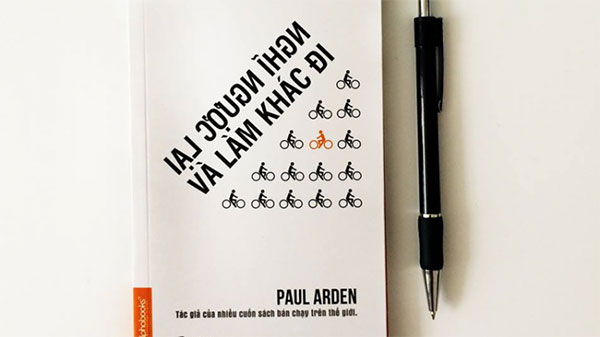 NGHĨ NGƯỢC LẠI
VÀ LÀM KHÁC ĐI
PAUL ARDEN
Tác giả của nhiều cuốn sách bán chạy trên thế giới.